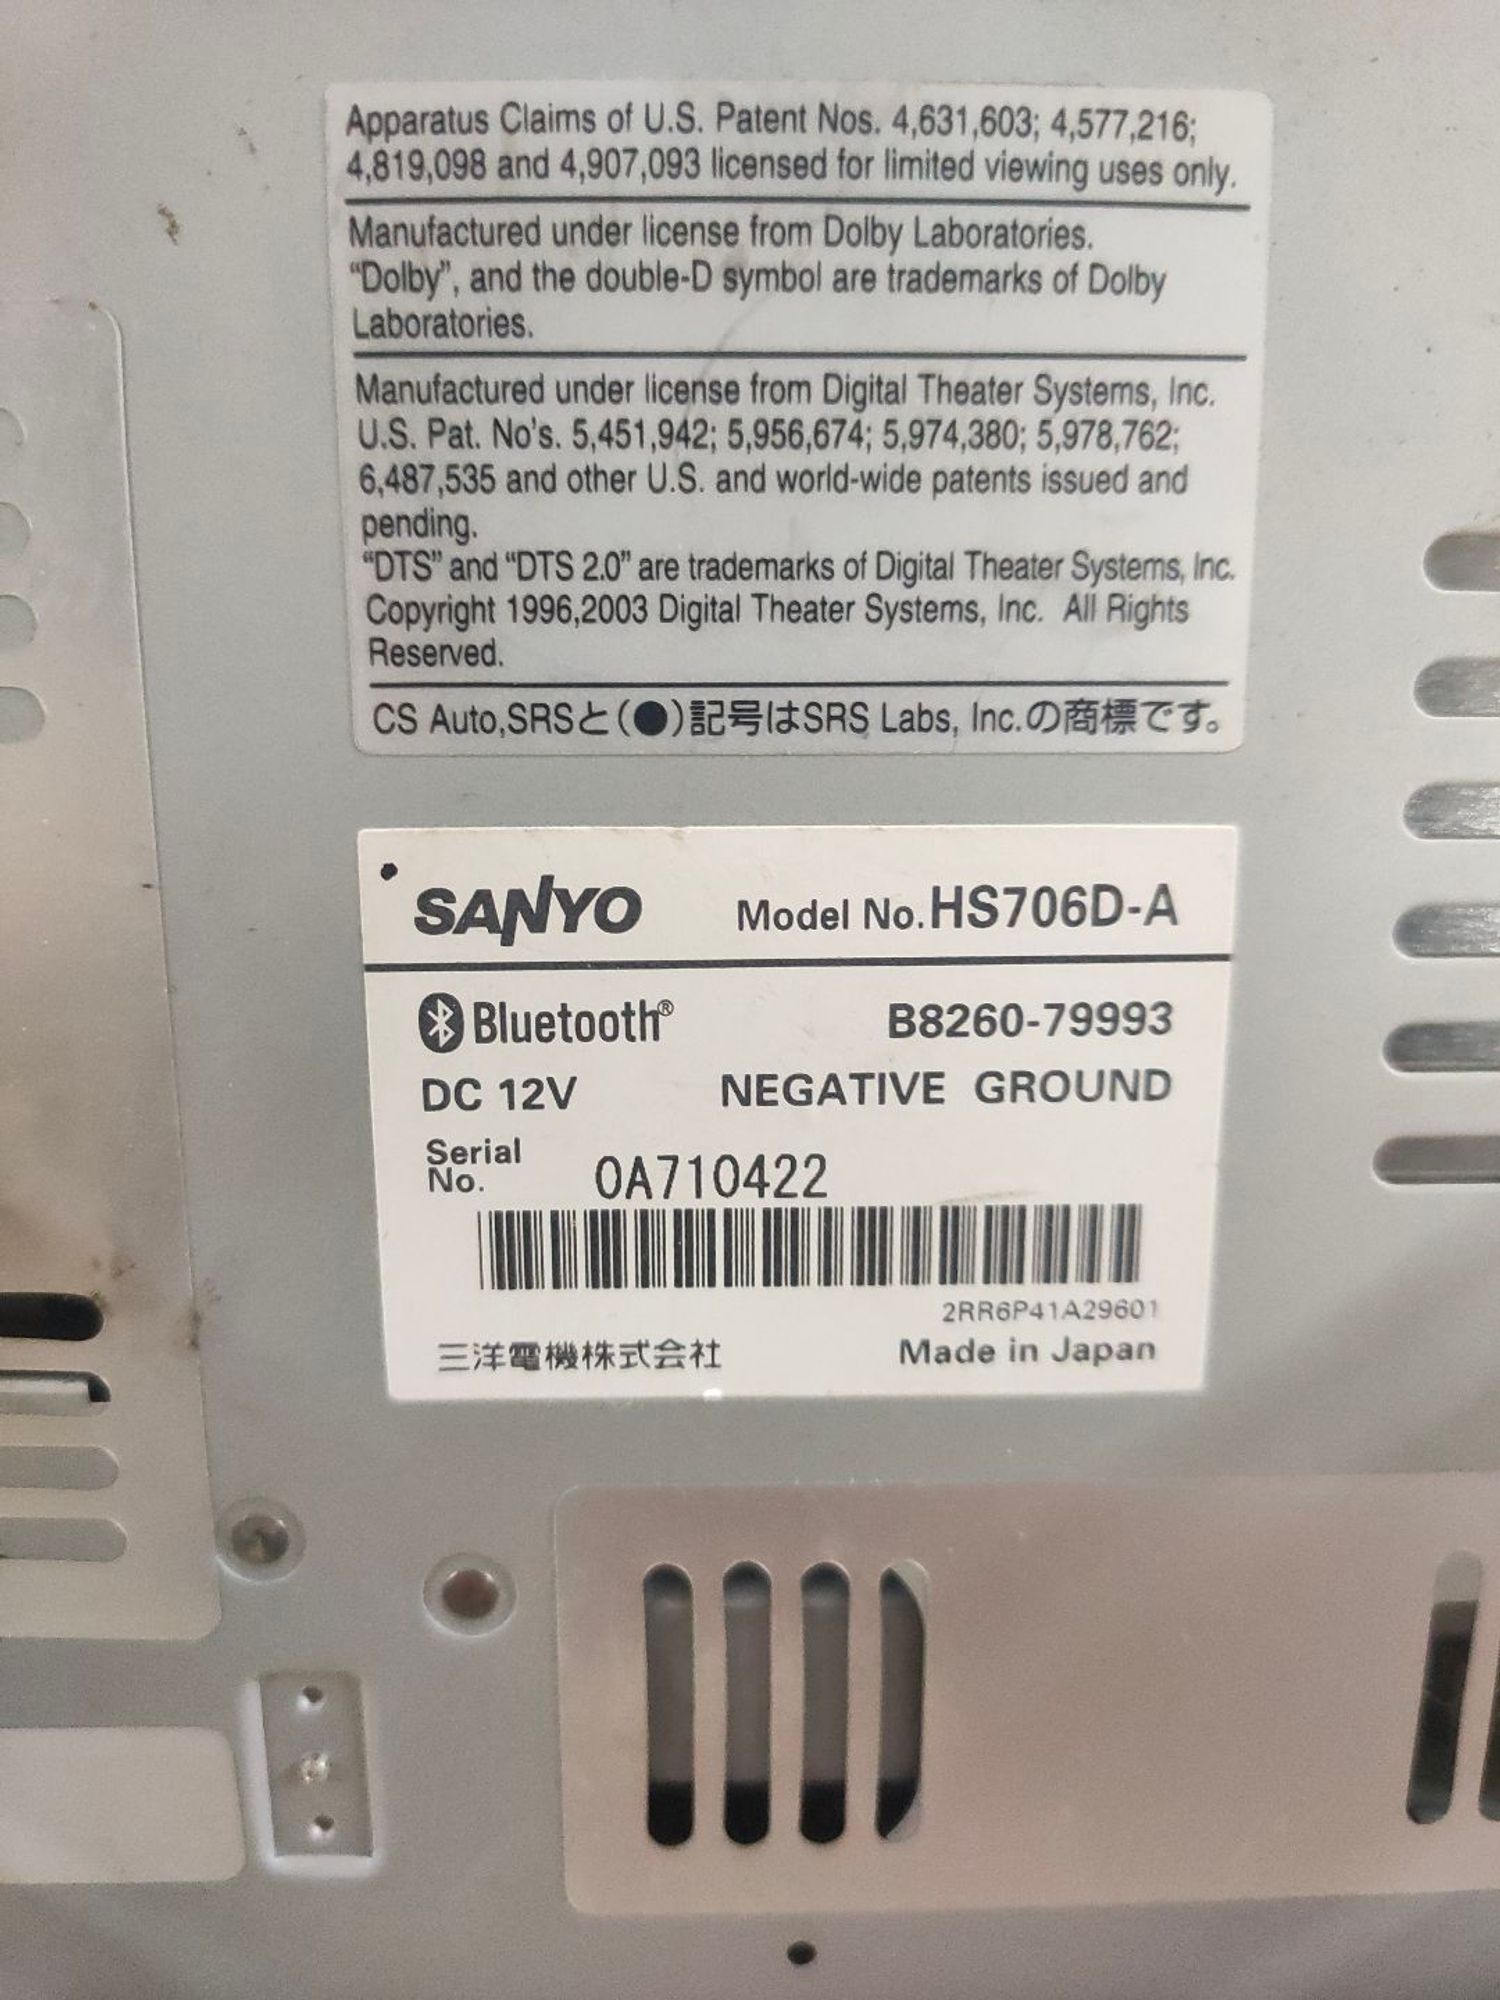 Apparatus Claims of U.S. Patent Nos. 4,631,603; 4,577,216;
4,819,098 and 4,907,093 licensed for limited viewing uses only.
Manufactured under license from Dolby Laboratories.
“Dolby”, and the double-D symbol are trademarks of Dolby
Laboratories.
Manufactured under license from Digital Theater Systems, Inc.
U.S. Pat. No's. 5,451,942; 5,956,674; 5,974,380; 5,978,762;
6,487,535 and other U.S. and world-wide patents issued and
pending.
“DTS” and “DTS 2.0” are trademarks of Digital Theater Systems, Inc.
Copyright 1996,2003 Digital Theater Systems, Inc. All Rights
Reserved.
CS Auto,SRSと(●)記号はSRS Labs, Inc.の商標です。
SANYO Model No.HS706D-A
Bluetooth® B8260-79993
DC 12V NEGATIVE GROUND
Serial
No. 0A710422
2RR6P41A29601
三洋電機株式会社 Made in Japan